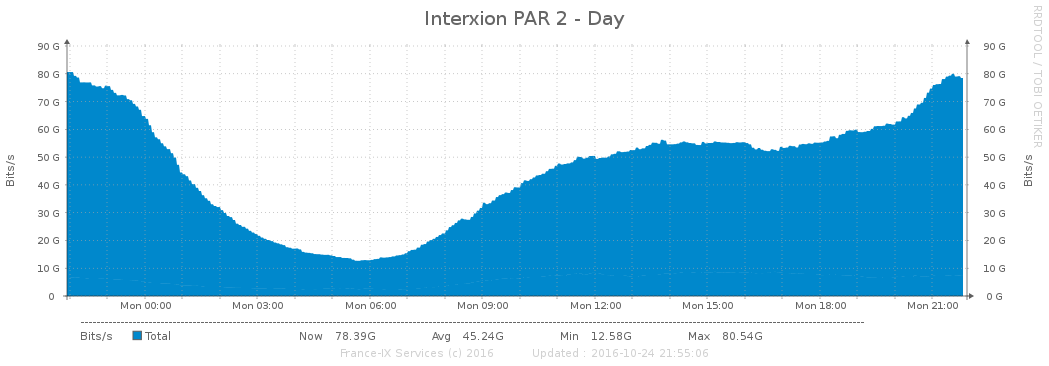 Interxion PAR 2 - Day
RRDTOOL / TOBI OETIKER
Bits/s
90 G
80 G
70 G
60 G
50 G
40 G
30 G
20 G
10 G
0
90 G
80 G
70 G
60 G
50 G
40 G
30 G
20 G
10 G
0 G
Bits/s
Mon 00:00 Mon 03:00 Mon 06:00 Mon 09:00 Mon 12:00 Mon 15:00 Mon 18:00 Mon 21:00
Bits/s Total Now 78.39G Avg 45.24G Min 12.58G Max 80.54G
France-IX Services (c) 2016 Updated : 2016-10-24 21:55:06